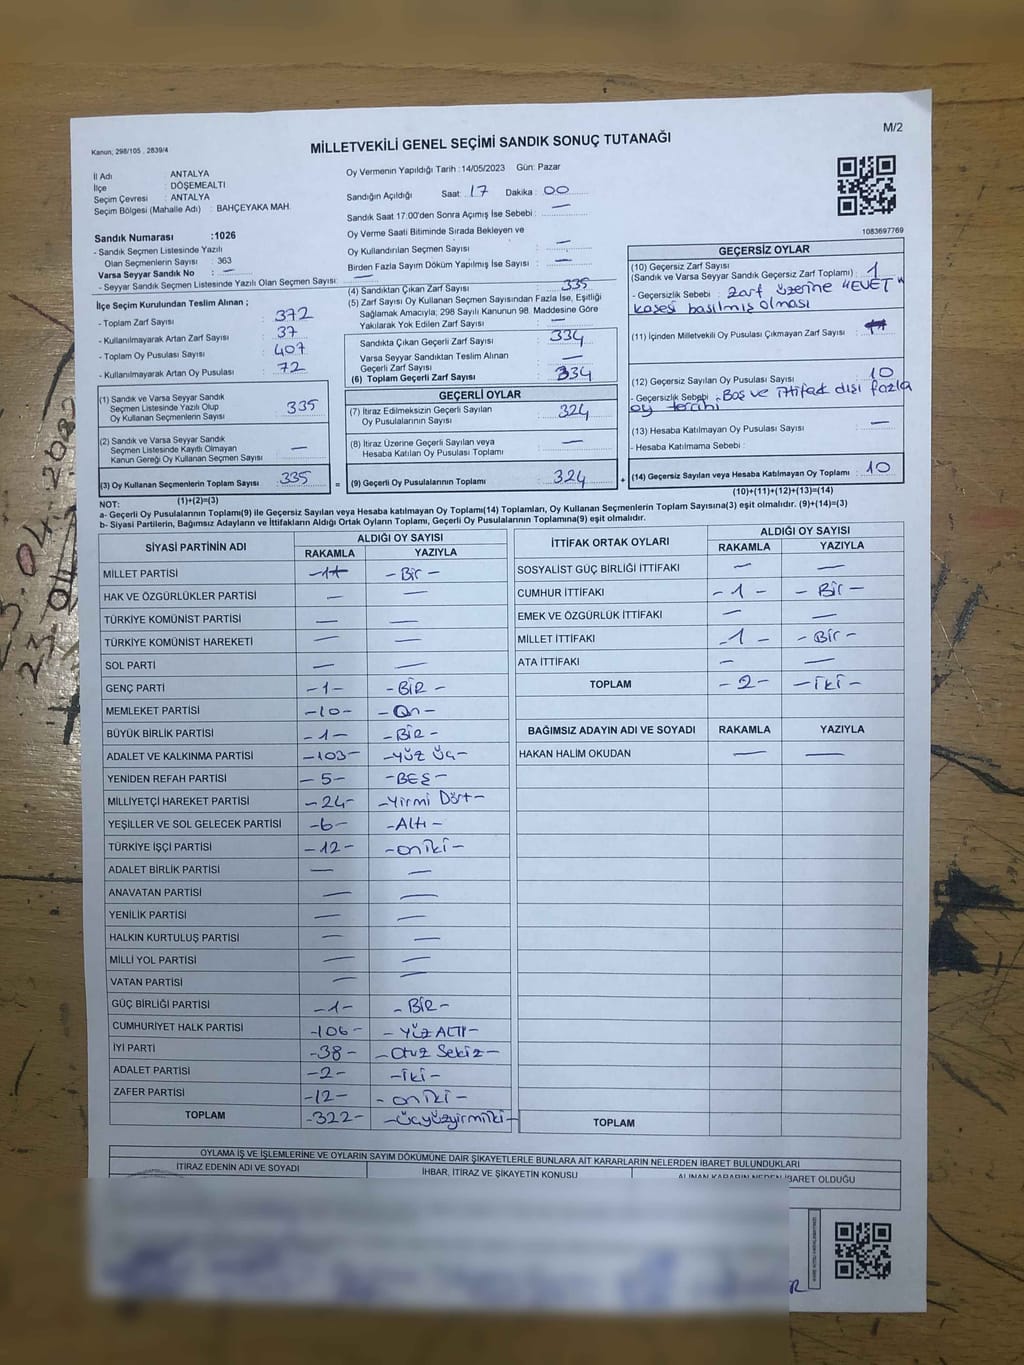 M/2
Kanun, 298/105 , 2839/4
MİLLETVEKİLİ GENEL SEÇİMİ SANDIK SONUÇ TUTANAĞI
İl Adı : ANTALYA
İlçe : DÖŞEMEALTI
Seçim Çevresi : ANTALYA
Seçim Bölgesi (Mahalle Adı) : BAHÇEYAKA MAH.
Sandık Numarası :1026
- Sandık Seçmen Listesinde Yazılı
Olan Seçmenlerin Sayısı : 363
Varsa Seyyar Sandık No : —
- Seyyar Sandık Seçmen Listesinde Yazılı Olan Seçmen Sayısı: —
Oy Vermenin Yapıldığı Tarih :14/05/2023 Gün: Pazar
Sandığın Açıldığı Saat: 17 Dakika : 00
Sandık Saat 17:00'den Sonra Açımış İse Sebebi : —
Oy Verme Saati Bitiminde Sırada Bekleyen ve
Oy Kullandırılan Seçmen Sayısı : —
Birden Fazla Sayım Döküm Yapılmış İse Sayısı : —
1083697769
İlçe Seçim Kurulundan Teslim Alınan ;
- Toplam Zarf Sayısı : 372
- Kullanılmayarak Artan Zarf Sayısı : 37
- Toplam Oy Pusulası Sayısı : 407
- Kullanılmayarak Artan Oy Pusulası : 72
(1) Sandık ve Varsa Seyyar Sandık
Seçmen Listesinde Yazılı Olup
Oy Kullanan Seçmenlerin Sayısı : 335
(2) Sandık ve Varsa Seyyar Sandık
Seçmen Listesinde Kayıtlı Olmayan
Kanun Gereği Oy Kullanan Seçmen Sayısı : —
(3) Oy Kullanan Seçmenlerin Toplam Sayısı : 335
(1)+(2)=(3)
(4) Sandıktan Çıkan Zarf Sayısı : 335
(5) Zarf Sayısı Oy Kullanan Seçmen Sayısından Fazla İse, Eşitliği
Sağlamak Amacıyla; 298 Sayılı Kanunun 98. Maddesine Göre
Yakılarak Yok Edilen Zarf Sayısı : —
Sandıkta Çıkan Geçerli Zarf Sayısı : 334
Varsa Seyyar Sandıktan Teslim Alınan
Geçerli Zarf Sayısı : —
(6) Toplam Geçerli Zarf Sayısı : 334
GEÇERLİ OYLAR
(7) İtiraz Edilmeksizin Geçerli Sayılan
Oy Pusulalarının Sayısı : 324
(8) İtiraz Üzerine Geçerli Sayılan veya
Hesaba Katılan Oy Pusulası Toplamı : —
= (9) Geçerli Oy Pusulalarının Toplamı : 324 +
GEÇERSİZ OYLAR
(10) Geçersiz Zarf Sayısı
(Sandık ve Varsa Seyyar Sandık Geçersiz Zarf Toplamı) : 1
- Geçersizlik Sebebi : Zarf üzerine "EVET"
kaşesi basılmış olması
(11) İçinden Milletvekili Oy Pusulası Çıkmayan Zarf Sayısı :
(12) Geçersiz Sayılan Oy Pusulası Sayısı : 10
- Geçersizlik Sebebi : Boş ve ittifak dışı fazla
oy tercihi
(13) Hesaba Katılmayan Oy Pusulası Sayısı : —
- Hesaba Katılmama Sebebi :
(14) Geçersiz Sayılan veya Hesaba Katılmayan Oy Toplamı : 10
(10)+(11)+(12)+(13)=(14)
NOT:
a- Geçerli Oy Pusulalarının Toplamı(9) ile Geçersiz Sayılan veya Hesaba Katılmayan Oy Toplamı(14) Toplamları, Oy Kullanan Seçmenlerin Toplam Sayısına(3) eşit olmalıdır. (9)+(14)=(3)
b- Siyasi Partilerin, Bağımsız Adayların ve İttifakların Aldığı Ortak Oyların Toplamı, Geçerli Oy Pusulalarının Toplamına(9) eşit olmalıdır.
SİYASİ PARTİNİN ADI ALDIĞI OY SAYISI
RAKAMLA YAZIYLA
MİLLET PARTİSİ -1- -Bir-
HAK VE ÖZGÜRLÜKLER PARTİSİ — —
TÜRKİYE KOMÜNİST PARTİSİ — —
TÜRKİYE KOMÜNİST HAREKETİ — —
SOL PARTİ — —
GENÇ PARTİ -1- -BİR-
MEMLEKET PARTİSİ -10- -On-
BÜYÜK BİRLİK PARTİSİ -1- -BİR-
ADALET VE KALKINMA PARTİSİ -103- -YÜZ ÜÇ-
YENİDEN REFAH PARTİSİ -5- -BEŞ-
MİLLİYETÇİ HAREKET PARTİSİ -24- -Yirmi Dört-
YEŞİLLER VE SOL GELECEK PARTİSİ -6- -Altı-
TÜRKİYE İŞÇİ PARTİSİ -12- -oniki-
ADALET BİRLİK PARTİSİ — —
ANAVATAN PARTİSİ — —
YENİLİK PARTİSİ — —
HALKIN KURTULUŞ PARTİSİ — —
MİLLİ YOL PARTİSİ — —
VATAN PARTİSİ — —
GÜÇ BİRLİĞİ PARTİSİ -1- -BİR-
CUMHURİYET HALK PARTİSİ -106- -YÜZ ALTI-
İYİ PARTİ -38- -Otuz Sekiz-
ADALET PARTİSİ -2- -iki-
ZAFER PARTİSİ -12- -oniki-
TOPLAM -322- -üçyüzyirmiiki-
İTTİFAK ORTAK OYLARI ALDIĞI OY SAYISI
RAKAMLA YAZIYLA
SOSYALİST GÜÇ BİRLİĞİ İTTİFAKI — —
CUMHUR İTTİFAKI -1- -Bir-
EMEK VE ÖZGÜRLÜK İTTİFAKI — —
MİLLET İTTİFAKI -1- -Bir-
ATA İTTİFAKI — —
TOPLAM -2- -iki-
BAĞIMSIZ ADAYIN ADI VE SOYADI RAKAMLA YAZIYLA
HAKAN HALİM OKUDAN — —
TOPLAM
OYLAMA İŞ VE İŞLEMLERİNE VE OYLARIN SAYIM DÖKÜMÜNE DAİR ŞİKAYETLERLE BUNLARA AİT KARARLARIN NELERDEN İBARET BULUNDUKLARI
İTİRAZ EDENİN ADI VE SOYADI İHBAR, İTİRAZ VE ŞİKAYETİN KONUSU ALINAN KARARIN NEDEN İBARET OLDUĞU